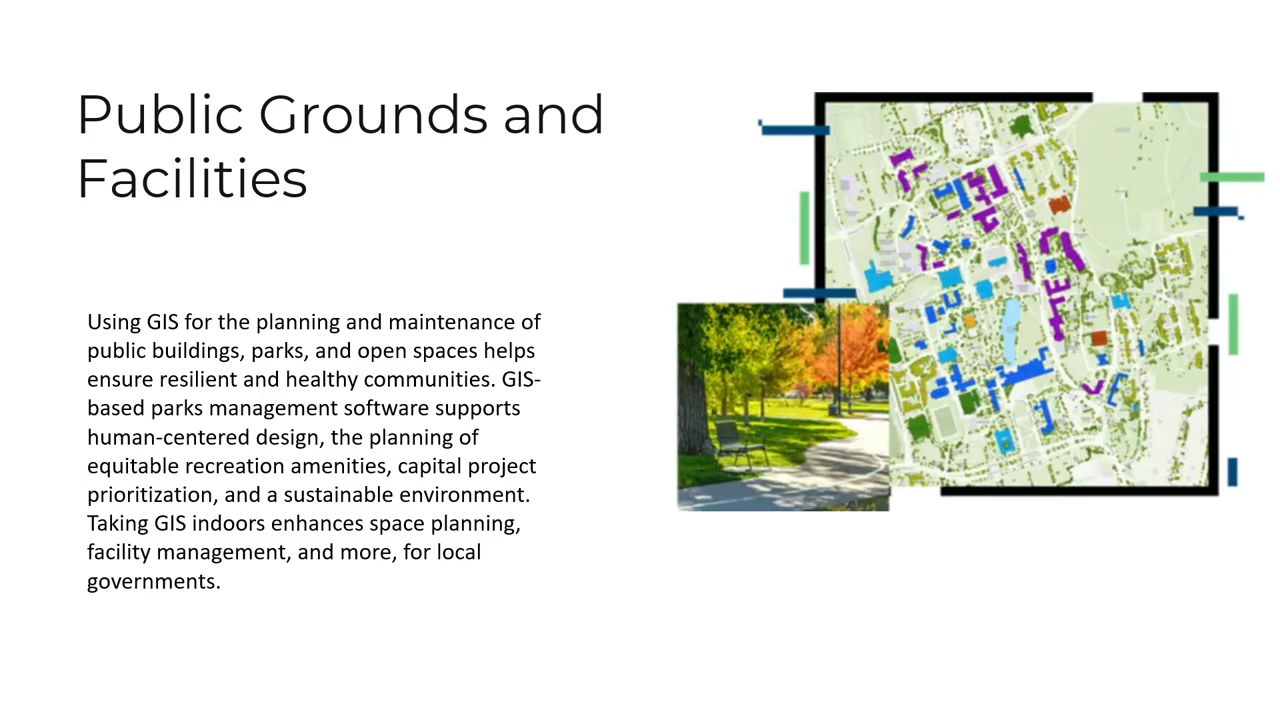 Public Grounds and
Facilities
Using GIS for the planning and maintenance of
public buildings, parks, and open spaces helps
ensure resilient and healthy communities. GIS-
based parks management software supports
human-centered design, the planning of
equitable recreation amenities, capital project
prioritization, and a sustainable environment.
Taking GIS indoors enhances space planning,
facility management, and more, for local
governments.